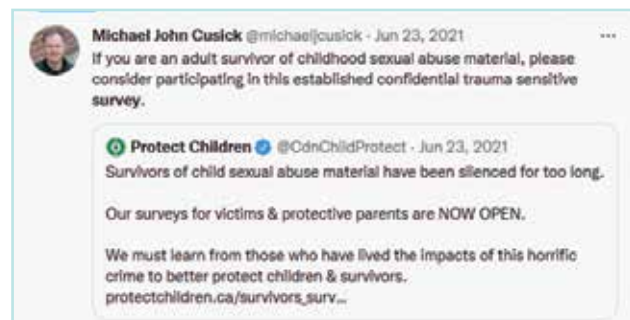 Michael John Cusick @michaeljcusick · Jun 23, 2021
If you are an adult survivor of childhood sexual abuse material, please
consider participating in this established confidential trauma sensitive
survey.
Protect Children @CdnChildProtect · Jun 23, 2021
Survivors of child sexual abuse material have been silenced for too long.
Our surveys for victims & protective parents are NOW OPEN.
We must learn from those who have lived the impacts of this horrific
crime to better protect children & survivors.
protectchildren.ca/survivors_surv...